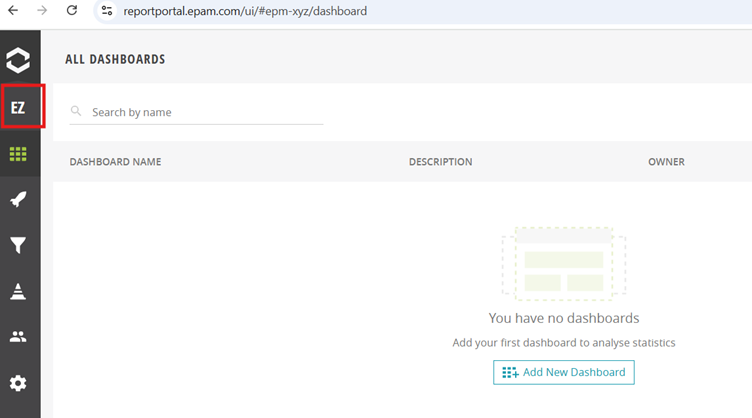 reportportal.epam.com/ui/#epm-xyz/dashboard
ALL DASHBOARDS
EZ
Search by name
DASHBOARD NAME DESCRIPTION OWNER
You have no dashboards
Add your first dashboard to analyse statistics
Add New Dashboard